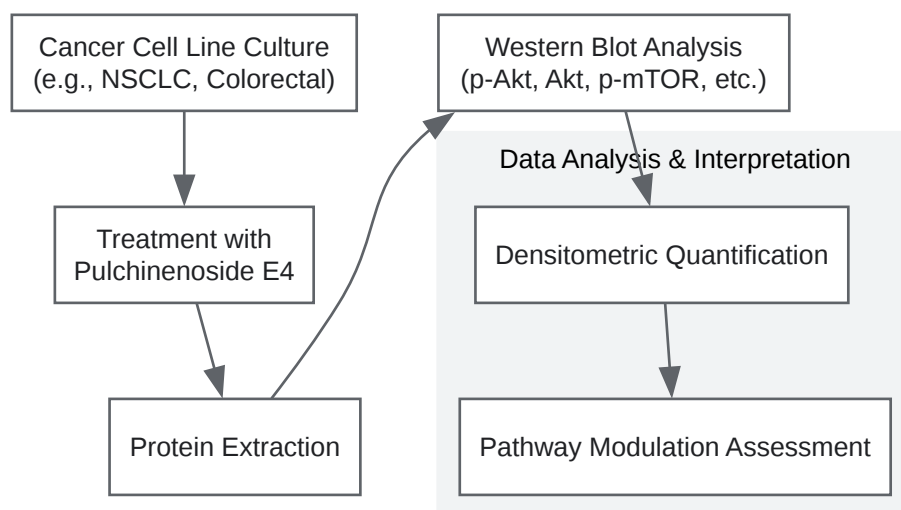 Cancer Cell Line Culture
(e.g., NSCLC, Colorectal)
Treatment with
Pulchinenoside E4
Protein Extraction
Western Blot Analysis
(p-Akt, Akt, p-mTOR, etc.)
Data Analysis & Interpretation
Densitometric Quantification
Pathway Modulation Assessment